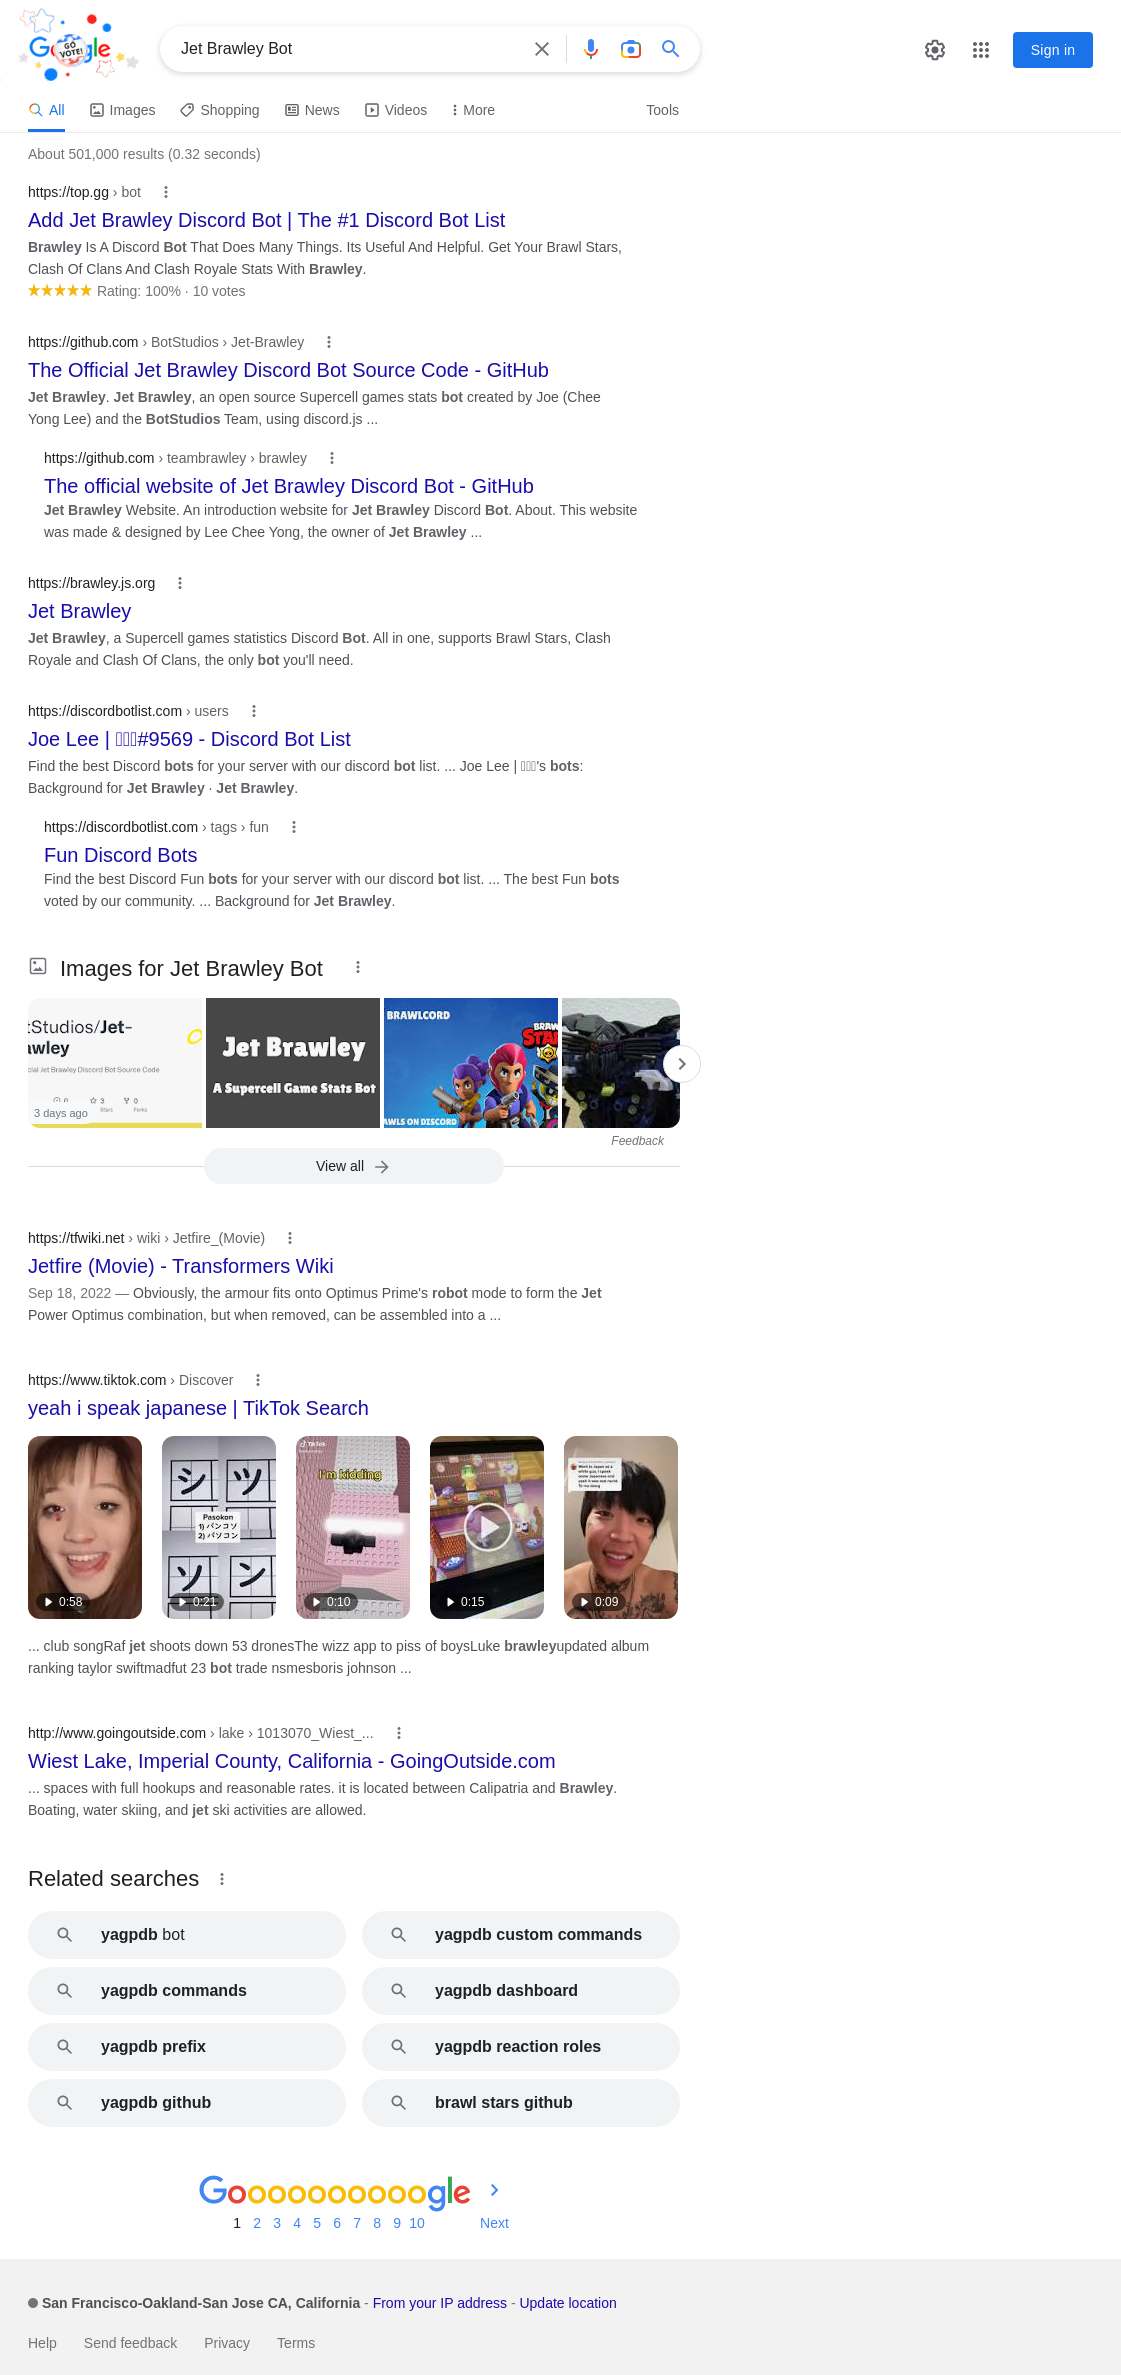 Google
GO VOTE!
Jet Brawley Bot
Sign in
All
Images
Shopping
News
Videos
More
Tools
About 501,000 results (0.32 seconds)
https://top.gg › bot
Add Jet Brawley Discord Bot | The #1 Discord Bot List
Brawley Is A Discord Bot That Does Many Things. Its Useful And Helpful. Get Your Brawl Stars,
Clash Of Clans And Clash Royale Stats With Brawley.
Rating: 100% · 10 votes
https://github.com › BotStudios › Jet-Brawley
The Official Jet Brawley Discord Bot Source Code - GitHub
Jet Brawley. Jet Brawley, an open source Supercell games stats bot created by Joe (Chee
Yong Lee) and the BotStudios Team, using discord.js ...
https://github.com › teambrawley › brawley
The official website of Jet Brawley Discord Bot - GitHub
Jet Brawley Website. An introduction website for Jet Brawley Discord Bot. About. This website
was made & designed by Lee Chee Yong, the owner of Jet Brawley ...
https://brawley.js.org
Jet Brawley
Jet Brawley, a Supercell games statistics Discord Bot. All in one, supports Brawl Stars, Clash
Royale and Clash Of Clans, the only bot you'll need.
https://discordbotlist.com › users
Joe Lee | #9569 - Discord Bot List
Find the best Discord bots for your server with our discord bot list. ... Joe Lee | 's bots:
Background for Jet Brawley · Jet Brawley.
https://discordbotlist.com › tags › fun
Fun Discord Bots
Find the best Discord Fun bots for your server with our discord bot list. ... The best Fun bots
voted by our community. ... Background for Jet Brawley.
Images for Jet Brawley Bot
tStudios/Jet-
awley
cial Jet Brawley Discord Bot Source Code
0
3
0
Stars
Forks
3 days ago
Jet Brawley
A Supercell Game Stats Bot
BRAWLCORD
BRAW
STA
AWLS ON DISCORD
Feedback
View all
https://tfwiki.net › wiki › Jetfire_(Movie)
Jetfire (Movie) - Transformers Wiki
Sep 18, 2022 — Obviously, the armour fits onto Optimus Prime's robot mode to form the Jet
Power Optimus combination, but when removed, can be assembled into a ...
https://www.tiktok.com › Discover
yeah i speak japanese | TikTok Search
0:58
シ ツ
Pasokon
1) パンコソ
2) パソコン
ソ ン
0:21
TikTok
I'm kidding
0:10
0:15
0:09
... club songRaf jet shoots down 53 dronesThe wizz app to piss of boysLuke brawleyupdated album
ranking taylor swiftmadfut 23 bot trade nsmesboris johnson ...
http://www.goingoutside.com › lake › 1013070_Wiest_...
Wiest Lake, Imperial County, California - GoingOutside.com
... spaces with full hookups and reasonable rates. it is located between Calipatria and Brawley.
Boating, water skiing, and jet ski activities are allowed.
Related searches
yagpdb bot
yagpdb custom commands
yagpdb commands
yagpdb dashboard
yagpdb prefix
yagpdb reaction roles
yagpdb github
brawl stars github
Goooooooooogle
1 2 3 4 5 6 7 8 9 10 Next
San Francisco-Oakland-San Jose CA, California - From your IP address - Update location
Help Send feedback Privacy Terms